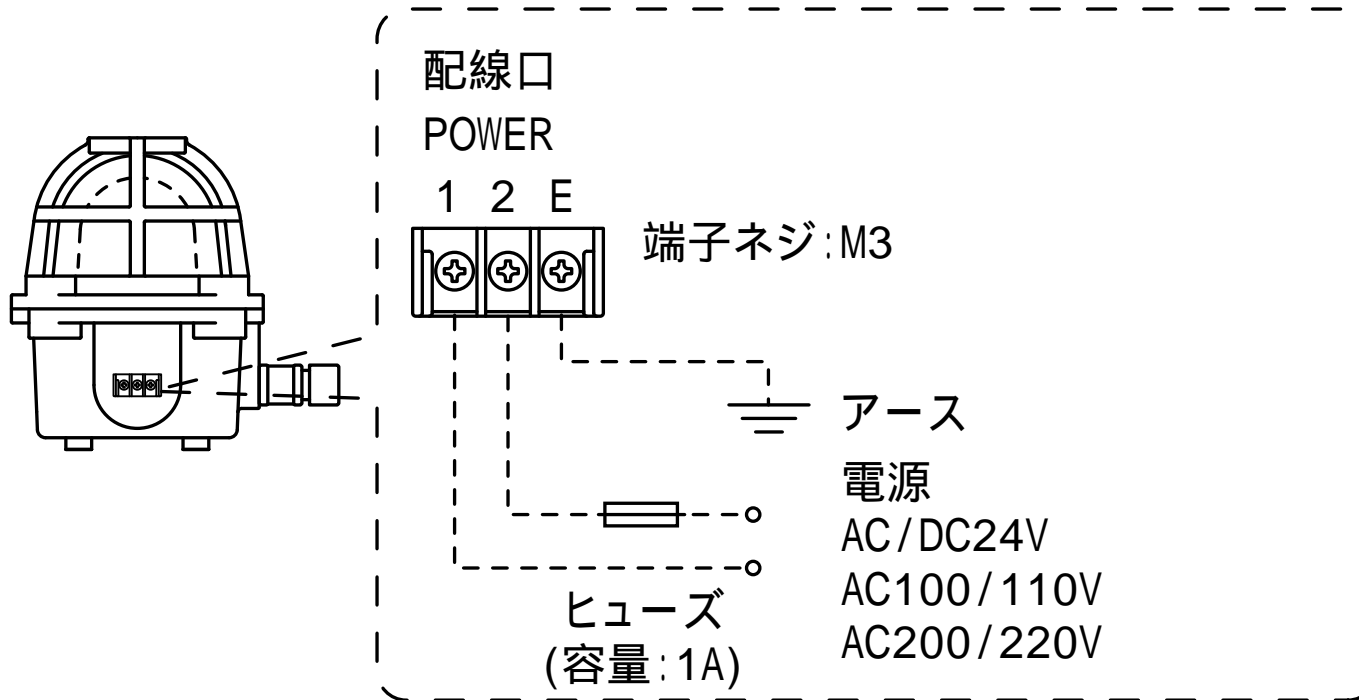 配線口
POWER
1 2 E
端子ネジ:M3
アース
電源
AC/DC24V
AC100/110V
AC200/220V
ヒューズ
(容量:1A)